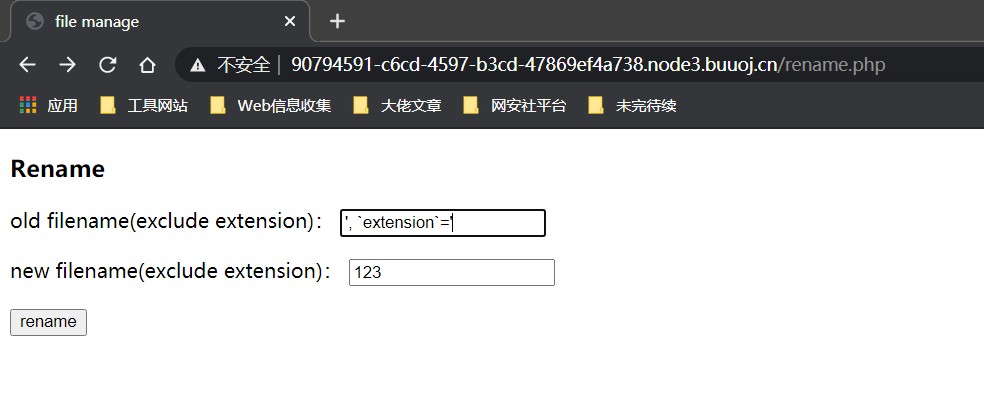 file manage
不安全 | 90794591-c6cd-4597-b3cd-47869ef4a738.node3.buuoj.cn/rename.php
应用 工具网站 Web信息收集 大佬文章 网安社平台 未完待续
Rename
old filename(exclude extension)： ', `extension`='
new filename(exclude extension)： 123
rename